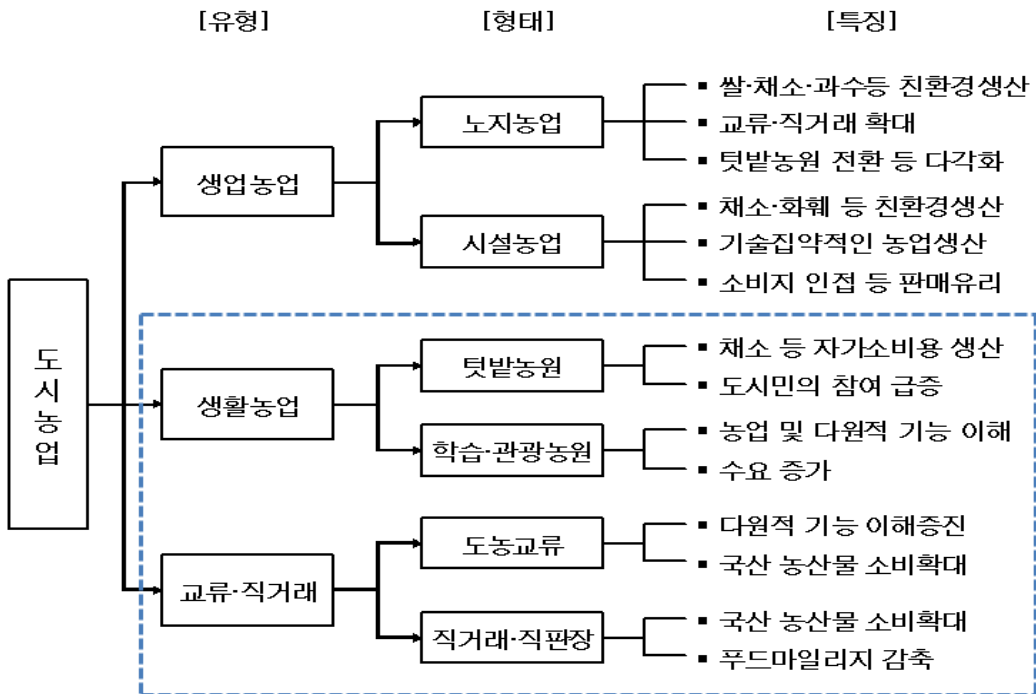 [유형] [형태] [특징]
도시농업
생업농업
노지농업
▪ 쌀·채소·과수등 친환경생산
▪ 교류·직거래 확대
▪ 텃밭농원 전환 등 다각화
시설농업
▪ 채소·화훼 등 친환경생산
▪ 기술집약적인 농업생산
▪ 소비지 인접 등 판매유리
생활농업
텃밭농원
▪ 채소 등 자가소비용 생산
▪ 도시민의 참여 급증
학습·관광농원
▪ 농업 및 다원적 기능 이해
▪ 수요 증가
교류·직거래
도농교류
▪ 다원적 기능 이해증진
▪ 국산 농산물 소비확대
직거래·직판장
▪ 국산 농산물 소비확대
▪ 푸드마일리지 감축